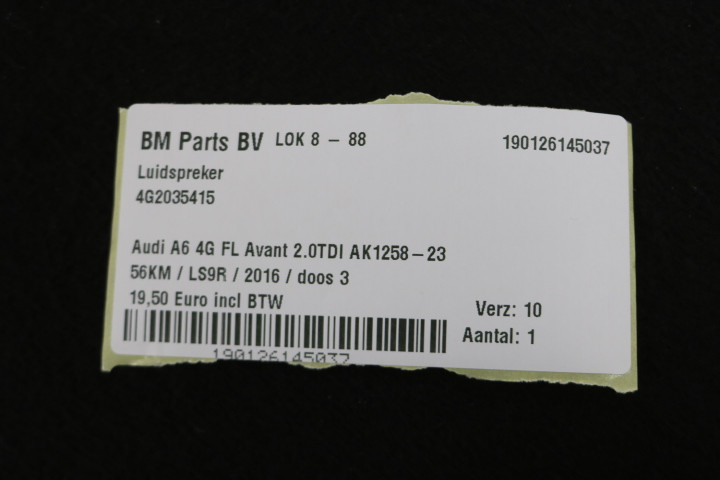 BM Parts BV LOK 8 - 88 190126145037
Luidspreker
4G2035415
Audi A6 4G FL Avant 2.0TDI AK1258-23
56KM / LS9R / 2016 / doos 3
19,50 Euro incl BTW
Verz: 10
Aantal: 1
190126145037